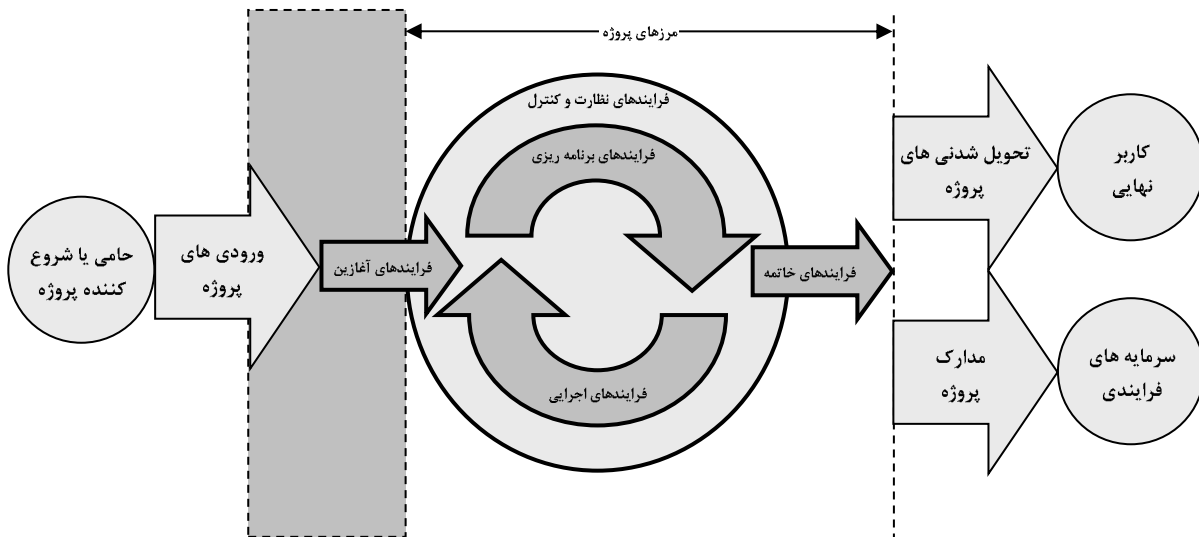 مرزهای پروژه
فرایندهای نظارت و کنترل
فرایندهای برنامه ریزی
تحویل شدنی های
پروژه
کاربر
نهایی
حامی یا شروع
کننده پروژه
ورودی های
پروژه
فرایندهای آغازین
فرایندهای خاتمه
فرایندهای اجرایی
مدارک
پروژه
سرمایه های
فرایندی